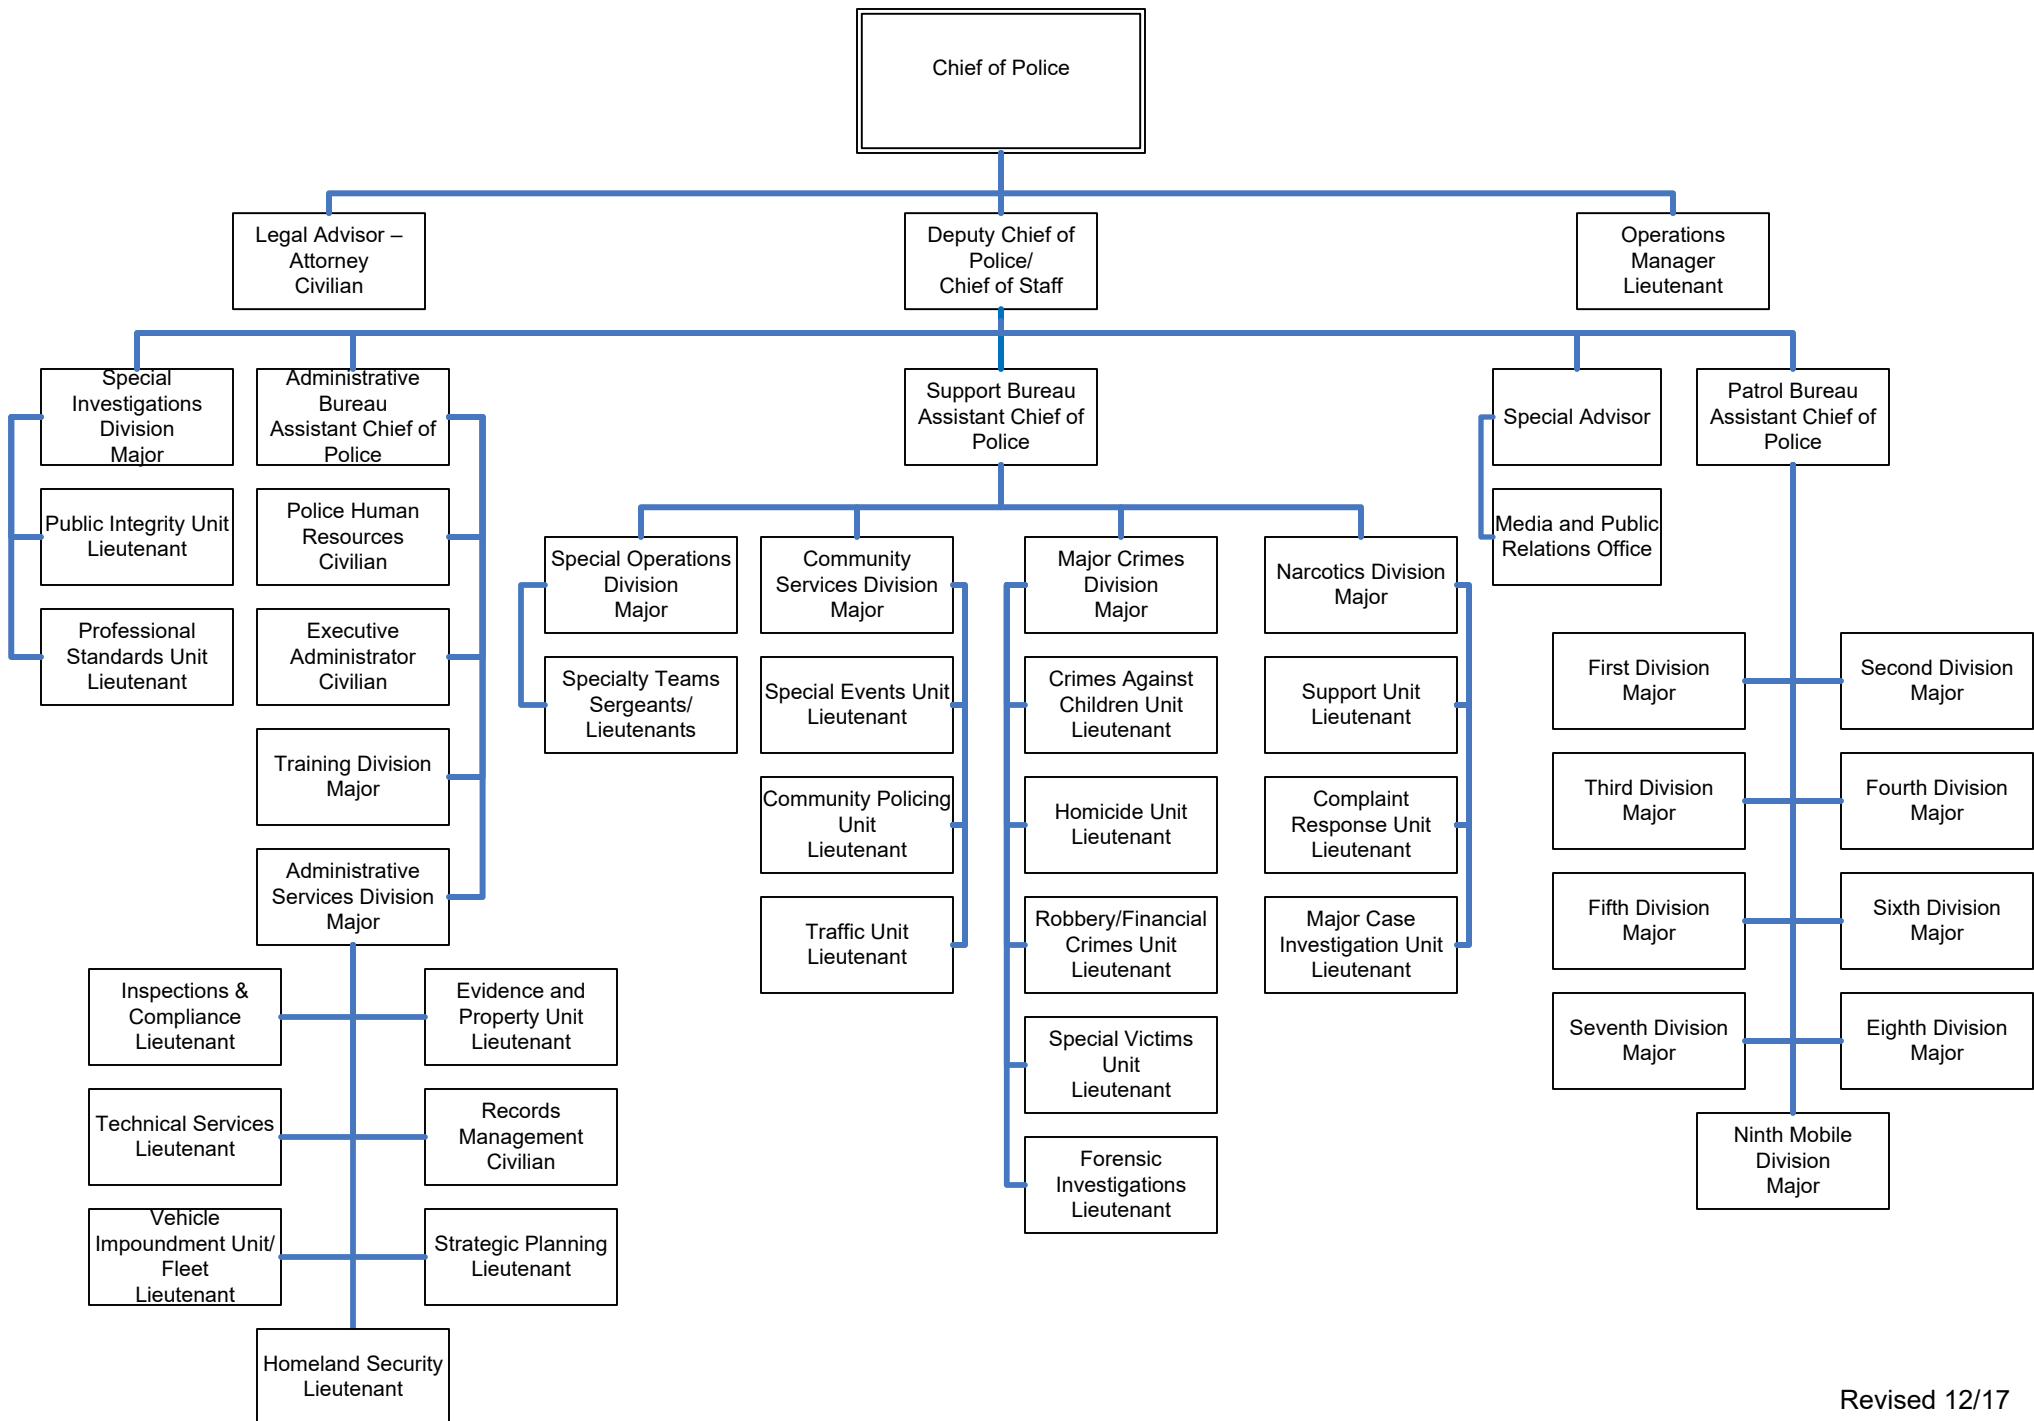 Chief of Police
Legal Advisor –
Attorney
Civilian
Deputy Chief of
Police/
Chief of Staff
Operations
Manager
Lieutenant
Special
Investigations
Division
Major
Administrative
Bureau
Assistant Chief of
Police
Support Bureau
Assistant Chief of
Police
Special Advisor
Patrol Bureau
Assistant Chief of
Police
Public Integrity Unit
Lieutenant
Police Human
Resources
Civilian
Media and Public
Relations Office
Professional
Standards Unit
Lieutenant
Executive
Administrator
Civilian
Training Division
Major
Administrative
Services Division
Major
Inspections &
Compliance
Lieutenant
Evidence and
Property Unit
Lieutenant
Technical Services
Lieutenant
Records
Management
Civilian
Vehicle
Impoundment Unit/
Fleet
Lieutenant
Strategic Planning
Lieutenant
Homeland Security
Lieutenant
Special Operations
Division
Major
Specialty Teams
Sergeants/
Lieutenants
Community
Services Division
Major
Special Events Unit
Lieutenant
Community Policing
Unit
Lieutenant
Traffic Unit
Lieutenant
Major Crimes
Division
Major
Crimes Against
Children Unit
Lieutenant
Homicide Unit
Lieutenant
Robbery/Financial
Crimes Unit
Lieutenant
Special Victims
Unit
Lieutenant
Forensic
Investigations
Lieutenant
Narcotics Division
Major
Support Unit
Lieutenant
Complaint
Response Unit
Lieutenant
Major Case
Investigation Unit
Lieutenant
First Division
Major
Second Division
Major
Third Division
Major
Fourth Division
Major
Fifth Division
Major
Sixth Division
Major
Seventh Division
Major
Eighth Division
Major
Ninth Mobile
Division
Major
Revised 12/17